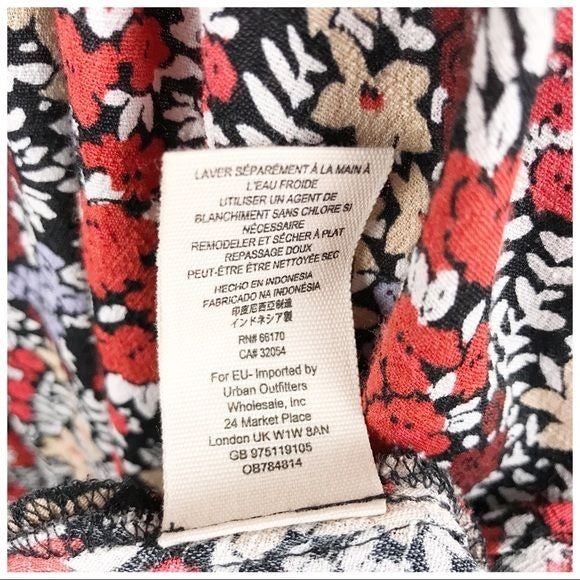 LAVER SÉPARÉMENT À LA MAIN À
L'EAU FROIDE
UTILISER UN AGENT DE
BLANCHIMENT SANS CHLORE SI
NÉCESSAIRE
REMODELER ET SÉCHER À PLAT
REPASSAGE DOUX
PEUT-ÊTRE ÊTRE NETTOYÉE SEC
HECHO EN INDONESIA
FABRICADO NA INDONÉSIA
印度尼西亞制造
インドネシア製
RN# 66170
CA# 32054
For EU- Imported by
Urban Outfitters
Wholesale, Inc
24 Market Place
London UK W1W 8AN
GB 975119105
OB784814